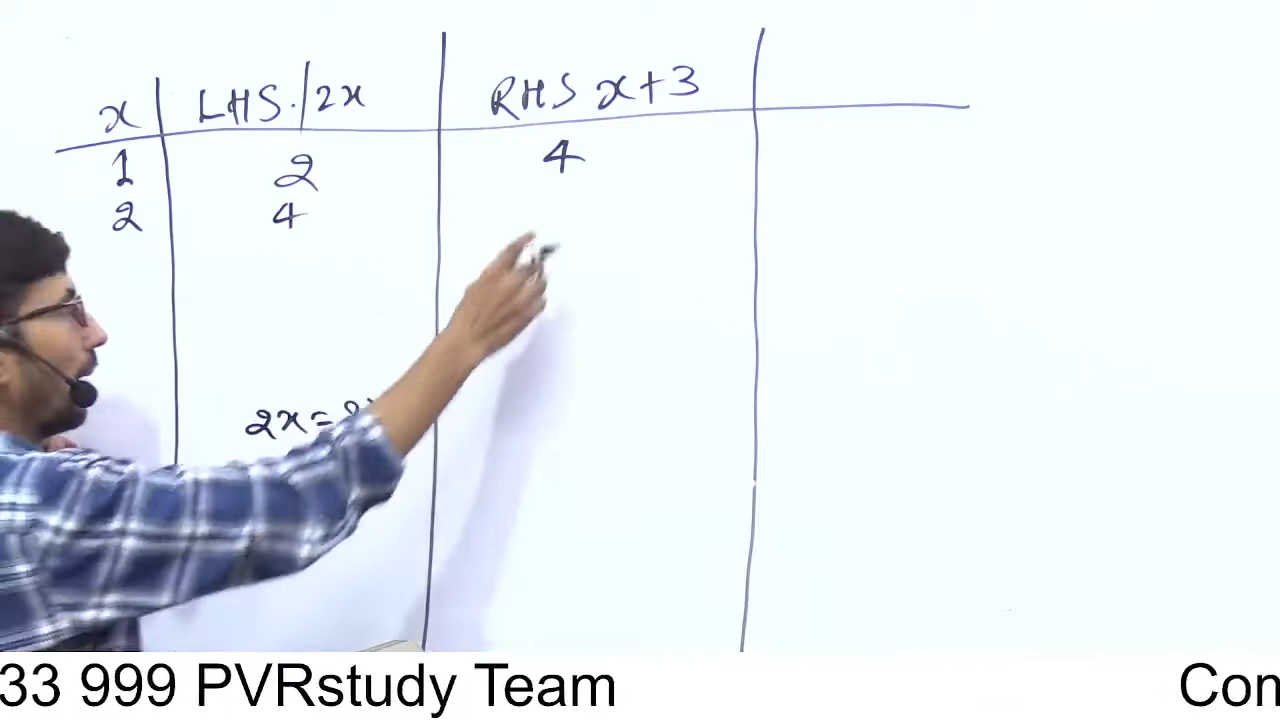 x LHS. 2x RHS x+3
1 2 4
2 4
2x=
33 999 PVRstudy Team
Con